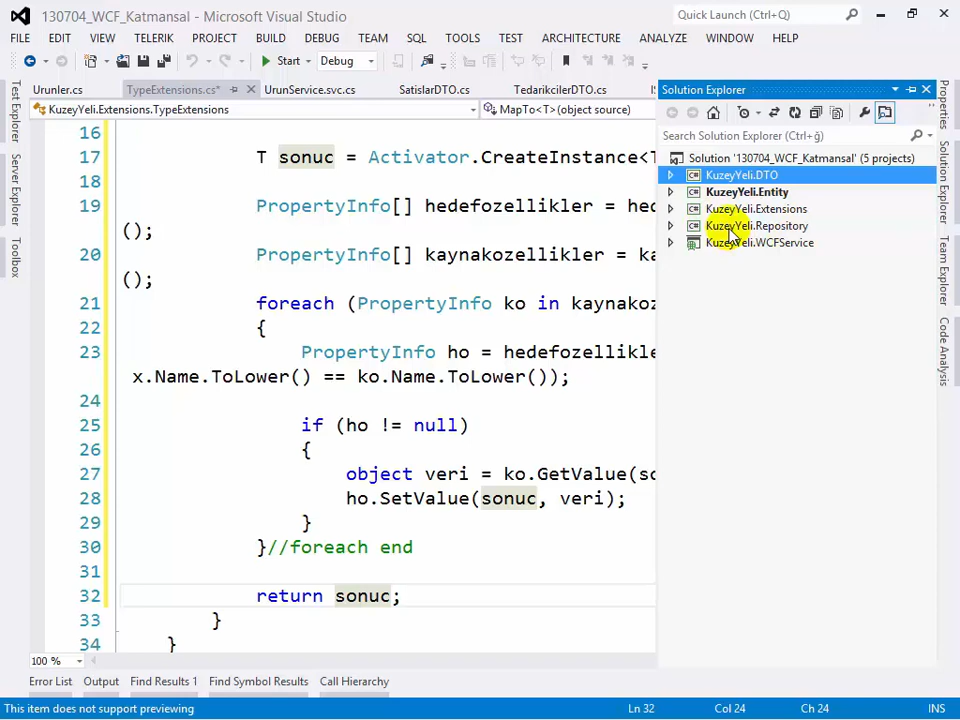 130704_WCF_Katmansal - Microsoft Visual Studio
Quick Launch (Ctrl+Q)
FILE EDIT VIEW TELERIK PROJECT BUILD DEBUG TEAM SQL TOOLS TEST ARCHITECTURE ANALYZE WINDOW HELP
Start Debug
Test Explorer
Server Explorer
Toolbox
Urunler.cs TypeExtensions.cs* UrunService.svc.cs SatislarDTO.cs TedarikcilerDTO.cs
KuzeyYeli.Extensions.TypeExtensions MapTo<T>(object source)
16
17 T sonuc = Activator.CreateInstance<T
18
19 PropertyInfo[] hedefozellikler = hed
();
20 PropertyInfo[] kaynakozellikler = ka
();
21 foreach (PropertyInfo ko in kaynakoz
22 {
23 PropertyInfo ho = hedefozellikle
x.Name.ToLower() == ko.Name.ToLower());
24
25 if (ho != null)
26 {
27 object veri = ko.GetValue(so
28 ho.SetValue(sonuc, veri);
29 }
30 }//foreach end
31
32 return sonuc;
33 }
34 }
100 %
Solution Explorer
Search Solution Explorer (Ctrl+ğ)
Solution '130704_WCF_Katmansal' (5 projects)
KuzeyYeli.DTO
KuzeyYeli.Entity
KuzeyYeli.Extensions
KuzeyYeli.Repository
KuzeyYeli.WCFService
Properties
Solution Explorer
Team Explorer
Code Analysis
Error List Output Find Results 1 Find Symbol Results Call Hierarchy
This item does not support previewing Ln 32 Col 24 Ch 24 INS